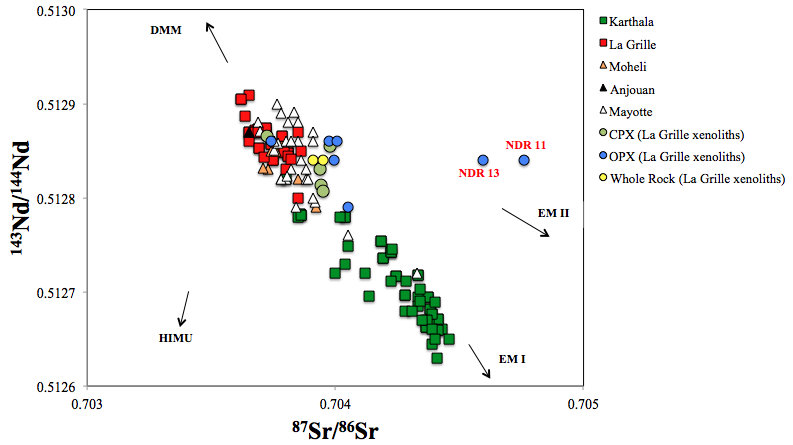 0.5130
DMM
0.5129
0.5128
0.5127
0.5126
143Nd/144Nd
NDR 11
NDR 13
EM II
HIMU
EM I
0.703
0.704
0.705
87Sr/86Sr
Karthala
La Grille
Moheli
Anjouan
Mayotte
CPX (La Grille xenoliths)
OPX (La Grille xenoliths)
Whole Rock (La Grille xenoliths)